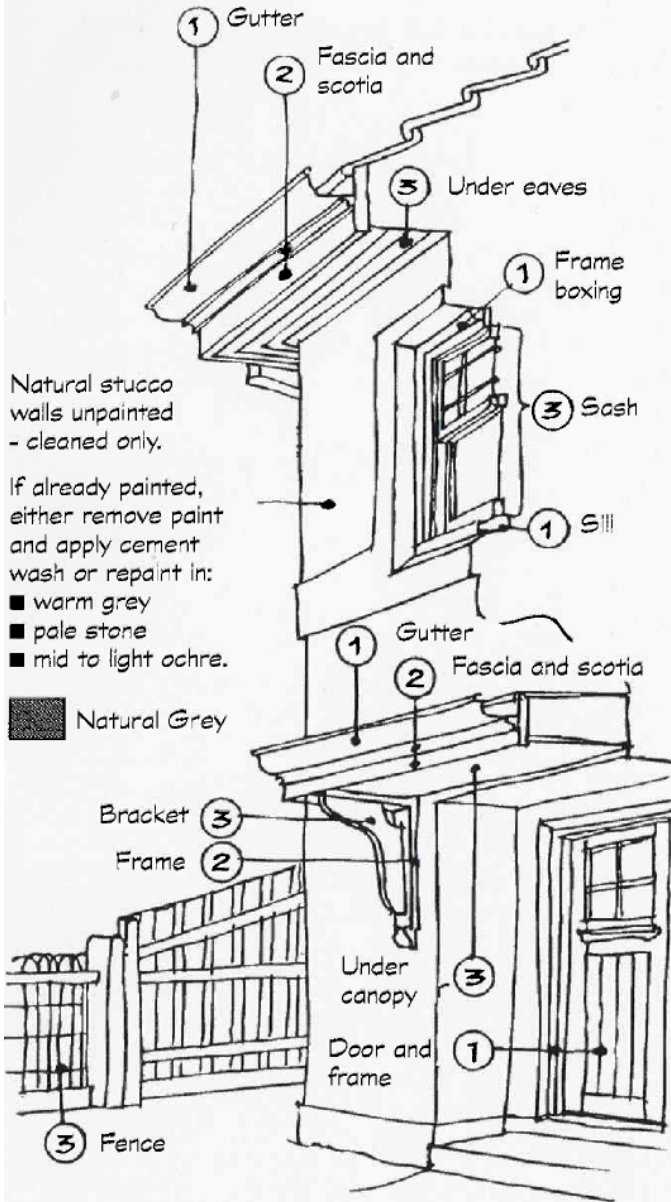 1 Gutter
2 Fascia and
scotia
3 Under eaves
1 Frame
boxing
Natural stucco
walls unpainted
- cleaned only.
3 Sash
If already painted,
either remove paint
and apply cement
wash or repaint in:
■ warm grey
■ pale stone
■ mid to light ochre.
1 Sill
Natural Grey
1 Gutter
2 Fascia and scotia
Bracket 3
Frame 2
Under
canopy 3
Door and
frame 1
3 Fence